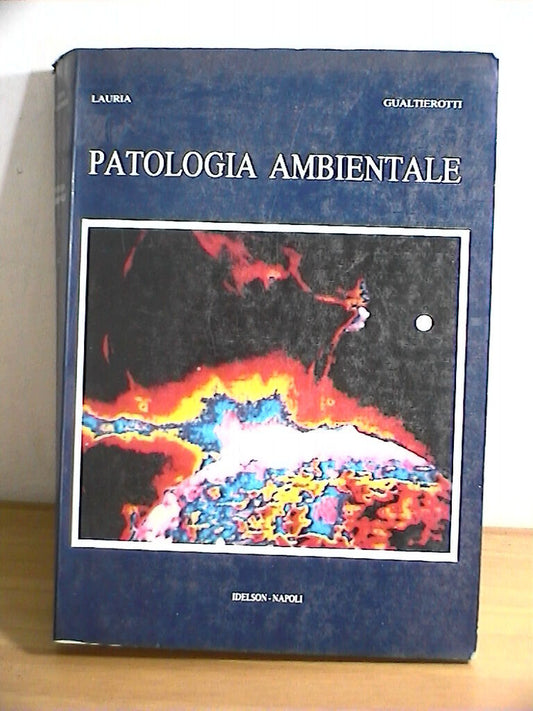 LAURIA GUALTIEROTTI
PATOLOGIA AMBIENTALE
IDELSON - NAPOLI